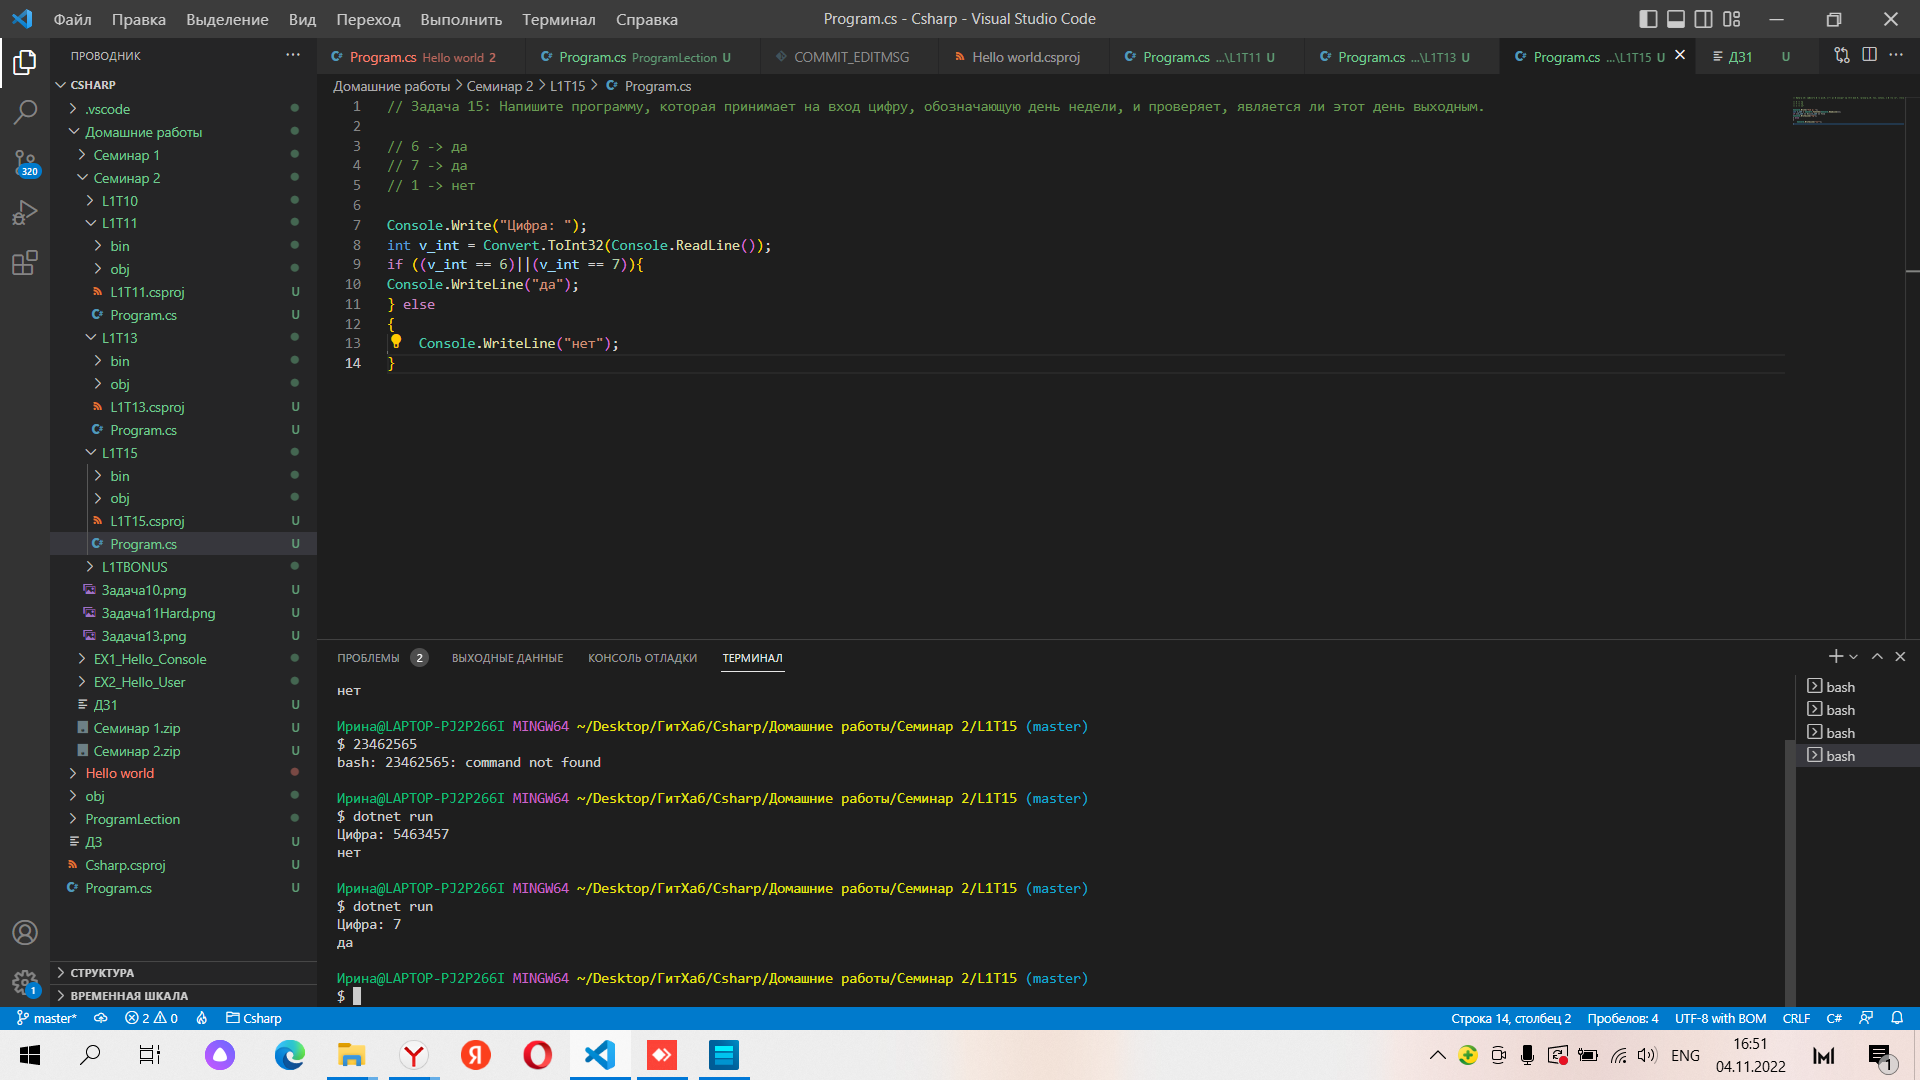 Файл Правка Выделение Вид Переход Выполнить Терминал Справка
Program.cs - Csharp - Visual Studio Code
ПРОВОДНИК
Program.cs Hello world 2
Program.cs ProgramLection U
COMMIT_EDITMSG
Hello world.csproj
Program.cs ...\L1T11 U
Program.cs ...\L1T13 U
Program.cs ...\L1T15 U
ДЗ1 U
Домашние работы > Семинар 2 > L1T15 > Program.cs
CSHARP
.vscode
Домашние работы
Семинар 1
Семинар 2
L1T10
L1T11
bin
obj
L1T11.csproj U
Program.cs U
L1T13
bin
obj
L1T13.csproj U
Program.cs U
L1T15
bin
obj
L1T15.csproj U
Program.cs U
L1TBONUS
Задача10.png U
Задача11Hard.png U
Задача13.png U
EX1_Hello_Console
EX2_Hello_User
ДЗ1 U
Семинар 1.zip U
Семинар 2.zip U
Hello world
obj
ProgramLection
ДЗ U
Csharp.csproj U
Program.cs U
СТРУКТУРА
ВРЕМЕННАЯ ШКАЛА
320
1
1 // Задача 15: Напишите программу, которая принимает на вход цифру, обозначающую день недели, и проверяет, является ли этот день выходным.
2
3 // 6 -> да
4 // 7 -> да
5 // 1 -> нет
6
7 Console.Write("Цифра: ");
8 int v_int = Convert.ToInt32(Console.ReadLine());
9 if ((v_int == 6)||(v_int == 7)){
10 Console.WriteLine("да");
11 } else
12 {
13 Console.WriteLine("нет");
14 }
ПРОБЛЕМЫ 2 ВЫХОДНЫЕ ДАННЫЕ КОНСОЛЬ ОТЛАДКИ ТЕРМИНАЛ
нет
Ирина@LAPTOP-PJ2P266I MINGW64 ~/Desktop/ГитХаб/Csharp/Домашние работы/Семинар 2/L1T15 (master)
$ 23462565
bash: 23462565: command not found
Ирина@LAPTOP-PJ2P266I MINGW64 ~/Desktop/ГитХаб/Csharp/Домашние работы/Семинар 2/L1T15 (master)
$ dotnet run
Цифра: 5463457
нет
Ирина@LAPTOP-PJ2P266I MINGW64 ~/Desktop/ГитХаб/Csharp/Домашние работы/Семинар 2/L1T15 (master)
$ dotnet run
Цифра: 7
да
Ирина@LAPTOP-PJ2P266I MINGW64 ~/Desktop/ГитХаб/Csharp/Домашние работы/Семинар 2/L1T15 (master)
$
bash
bash
bash
bash
master* 2 0 Csharp
Строка 14, столбец 2 Пробелов: 4 UTF-8 with BOM CRLF C#
ENG
16:51
04.11.2022
1